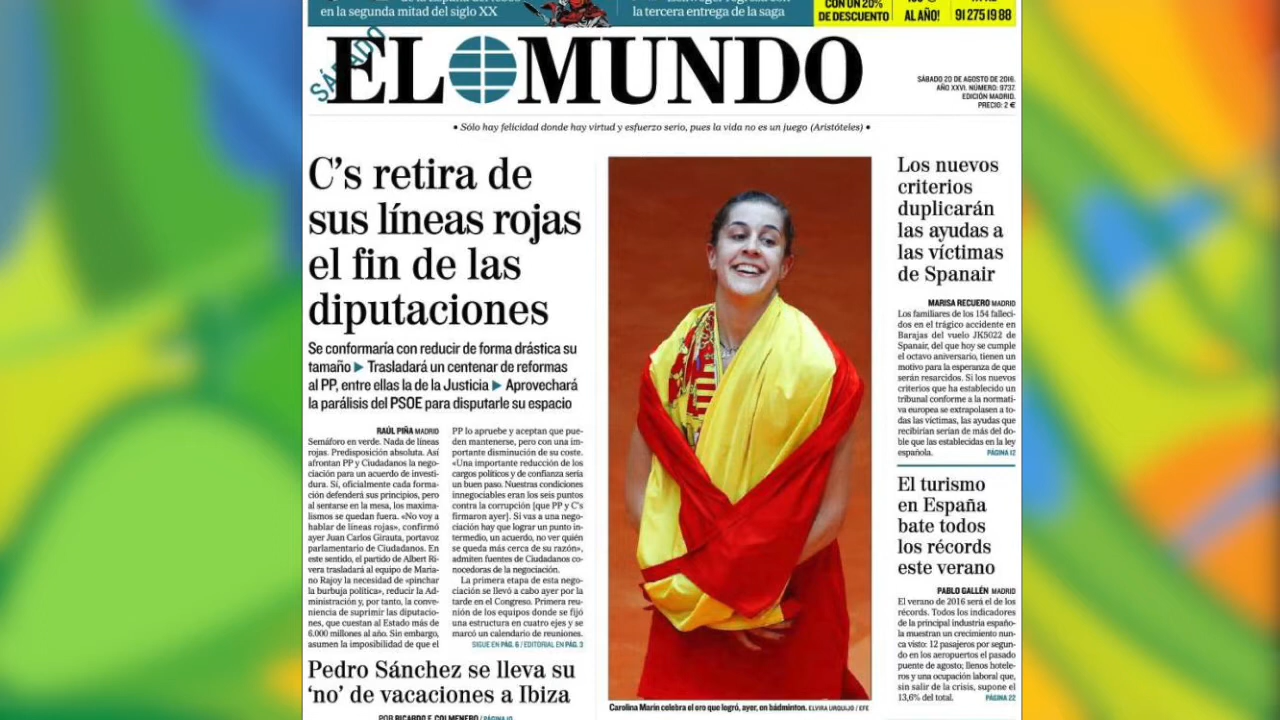 en la segunda mitad del siglo XX
la tercera entrega de la saga
CON UN 20%
DE DESCUENTO
AL AÑO!
91 275 19 88
SÁBADO
EL MUNDO
SÁBADO 20 DE AGOSTO DE 2016.
AÑO XXVI. NÚMERO: 9737.
EDICIÓN MADRID.
PRECIO: 2 €
• Sólo hay felicidad donde hay virtud y esfuerzo serio, pues la vida no es un juego (Aristóteles) •
C's retira de
sus líneas rojas
el fin de las
diputaciones
Se conformaría con reducir de forma drástica su
tamaño ▶ Trasladará un centenar de reformas
al PP, entre ellas la de la Justicia ▶ Aprovechará
la parálisis del PSOE para disputarle su espacio
RAÚL PIÑA MADRID
Semáforo en verde. Nada de líneas
rojas. Predisposición absoluta. Así
afrontan PP y Ciudadanos la nego-
ciación para un acuerdo de investi-
dura. Sí, oficialmente cada forma-
ción defenderá sus principios, pero
al sentarse en la mesa, los maxima-
lismos se quedan fuera. «No voy a
hablar de líneas rojas», confirmó
ayer Juan Carlos Girauta, portavoz
parlamentario de Ciudadanos. En
este sentido, el partido de Albert Ri-
vera trasladará al equipo de Maria-
no Rajoy la necesidad de «pinchar
la burbuja política», reducir la Ad-
ministración y, por tanto, la conve-
niencia de suprimir las diputacio-
nes, que cuestan al Estado más de
6.000 millones al año. Sin embargo,
asumen la imposibilidad de que el
PP lo apruebe y aceptan que pue-
den mantenerse, pero con una im-
portante disminución de su coste.
«Una importante reducción de los
cargos políticos y de confianza sería
un buen paso. Nuestras condiciones
innegociables eran los seis puntos
contra la corrupción [que PP y C's
firmaron ayer]. Si vas a una nego-
ciación hay que lograr un punto in-
termedio, un acuerdo, no ver quién
se queda más cerca de su razón»,
admiten fuentes de Ciudadanos co-
nocedoras de la negociación.
La primera etapa de esta nego-
ciación se llevó a cabo ayer por la
tarde en el Congreso. Primera reu-
nión de los equipos donde se fijó
una estructura en cuatro ejes y se
marcó un calendario de reuniones.
SIGUE EN PÁG. 6 / EDITORIAL EN PÁG. 3
Pedro Sánchez se lleva su
'no' de vacaciones a Ibiza
POR RICARDO F. COLMENERO / PÁGINA 10
Carolina Marín celebra el oro que logró, ayer, en bádminton. ELVIRA URQUIJO / EFE
Los nuevos
criterios
duplicarán
las ayudas a
las víctimas
de Spanair
MARISA RECUERO MADRID
Los familiares de los 154 falleci-
dos en el trágico accidente en
Barajas del vuelo JK5022 de
Spanair, del que hoy se cumple
el octavo aniversario, tienen un
motivo para la esperanza de que
serán resarcidos. Si los nuevos
criterios que ha establecido un
tribunal conforme a la normati-
va europea se extrapolasen a to-
das las víctimas, las ayudas que
recibirían serían de más del do-
ble que las establecidas en la ley
española. PÁGINA 12
El turismo
en España
bate todos
los récords
este verano
PABLO GALLÉN MADRID
El verano de 2016 será el de los
récords. Todos los indicadores
de la principal industria españo-
la muestran un crecimiento nun-
ca visto: 12 pasajeros por segun-
do en los aeropuertos el pasado
puente de agosto; llenos hotele-
ros y una ocupación laboral que,
sin salir de la crisis, supone el
13,6% del total. PÁGINA 22